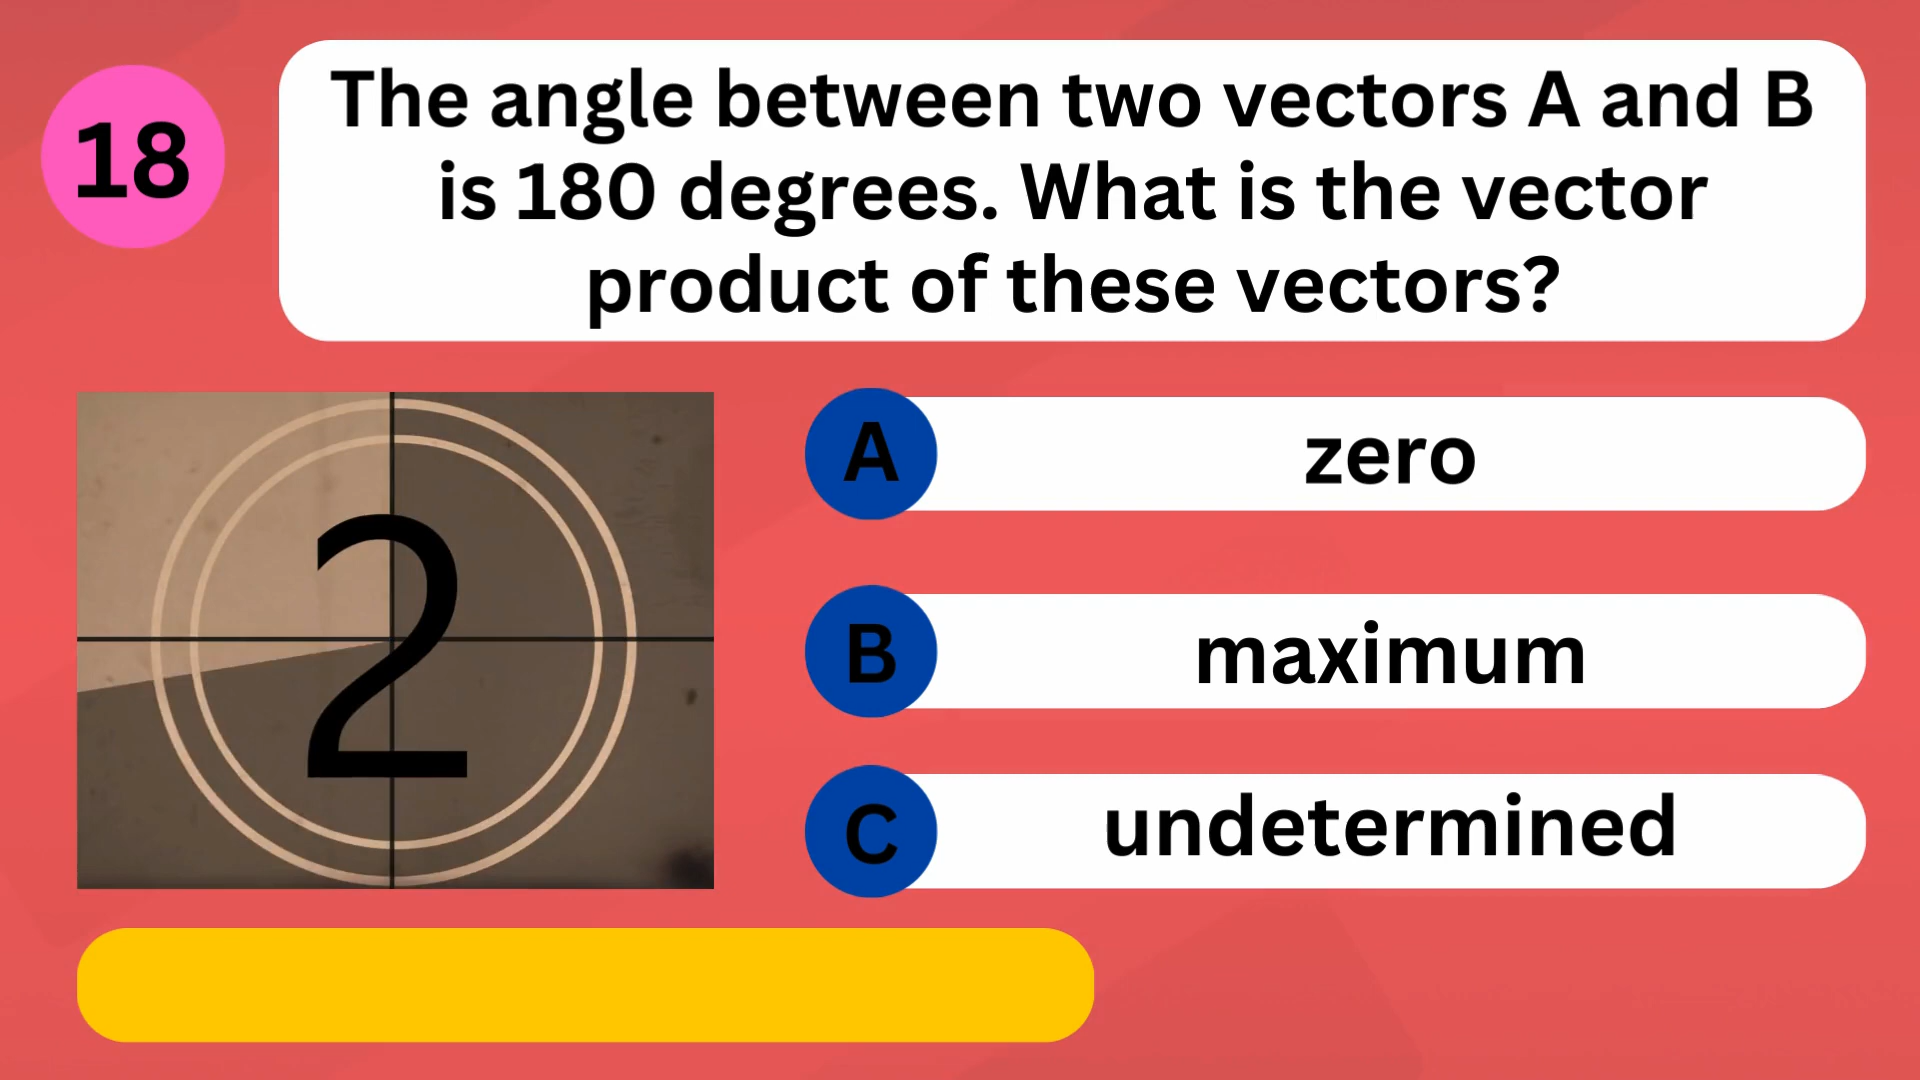 18
The angle between two vectors A and B
is 180 degrees. What is the vector
product of these vectors?
2
A
zero
B
maximum
C
undetermined